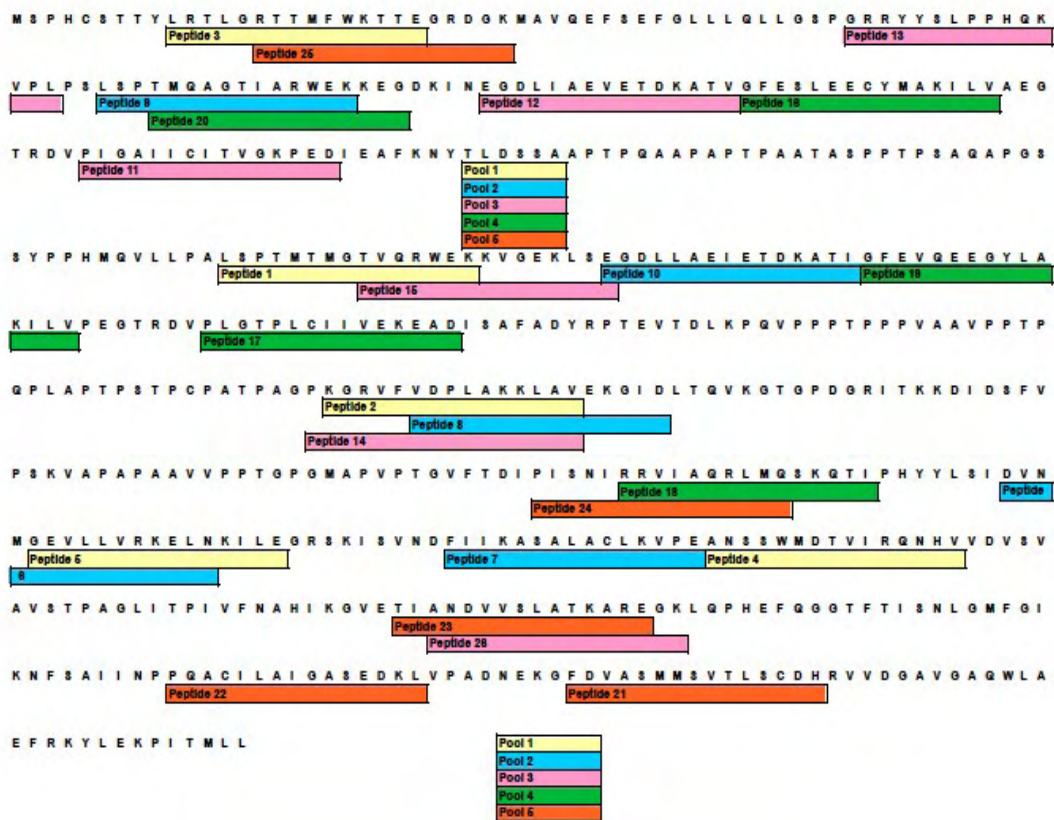 M S P H C S T T Y L R T L G R T T M F W K T T E G R D G K M A V Q E F S E F G L L L Q L L G S P G R R Y Y S L P P H Q K
Peptide 3 Peptide 13
Peptide 25
V P L P S L S P T M Q A G T I A R W E K K E G D K I N E G D L I A E V E T D K A T V G F E S L E E C Y M A K I L V A E G
Peptide 9 Peptide 12 Peptide 16
Peptide 20
T R D V P I G A I I C I T V G K P E D I E A F K N Y T L D S S A A P T P Q A A P A P T P A A T A S P P T P S A Q A P G S
Peptide 11 Pool 1
Pool 2
Pool 3
Pool 4
Pool 5
S Y P P H M Q V L L P A L S P T M T M G T V Q R W E K K V G E K L S E G D L L A E I E T D K A T I G F E V Q E E G Y L A
Peptide 1 Peptide 10 Peptide 19
Peptide 15
K I L V P E G T R D V P L G T P L C I I V E K E A D I S A F A D Y R P T E V T D L K P Q V P P P T P P P V A A V P P T P
Peptide 17
Q P L A P T P S T P C P A T P A G P K G R V F V D P L A K K L A V E K G I D L T Q V K G T G P D G R I T K K D I D S F V
Peptide 2
Peptide 8
Peptide 14
P S K V A P A P A A V V P P T G P G M A P V P T G V F T D I P I S N I R R V I A Q R L M Q S K Q T I P H Y Y L S I D V N
Peptide 18 Peptide
Peptide 24
M G E V L L V R K E L N K I L E G R S K I S V N D F I I K A S A L A C L K V P E A N S S W M D T V I R Q N H V V D V S V
Peptide 5 Peptide 7 Peptide 4
6
A V S T P A G L I T P I V F N A H I K G V E T I A N D V V S L A T K A R E G K L Q P H E F Q G G T F T I S N L G M F G I
Peptide 23
Peptide 26
K N F S A I I N P P Q A C I L A I G A S E D K L V P A D N E K G F D V A S M M S V T L S C D H R V V D G A V G A Q W L A
Peptide 22 Peptide 21
E F R K Y L E K P I T M L L
Pool 1
Pool 2
Pool 3
Pool 4
Pool 5